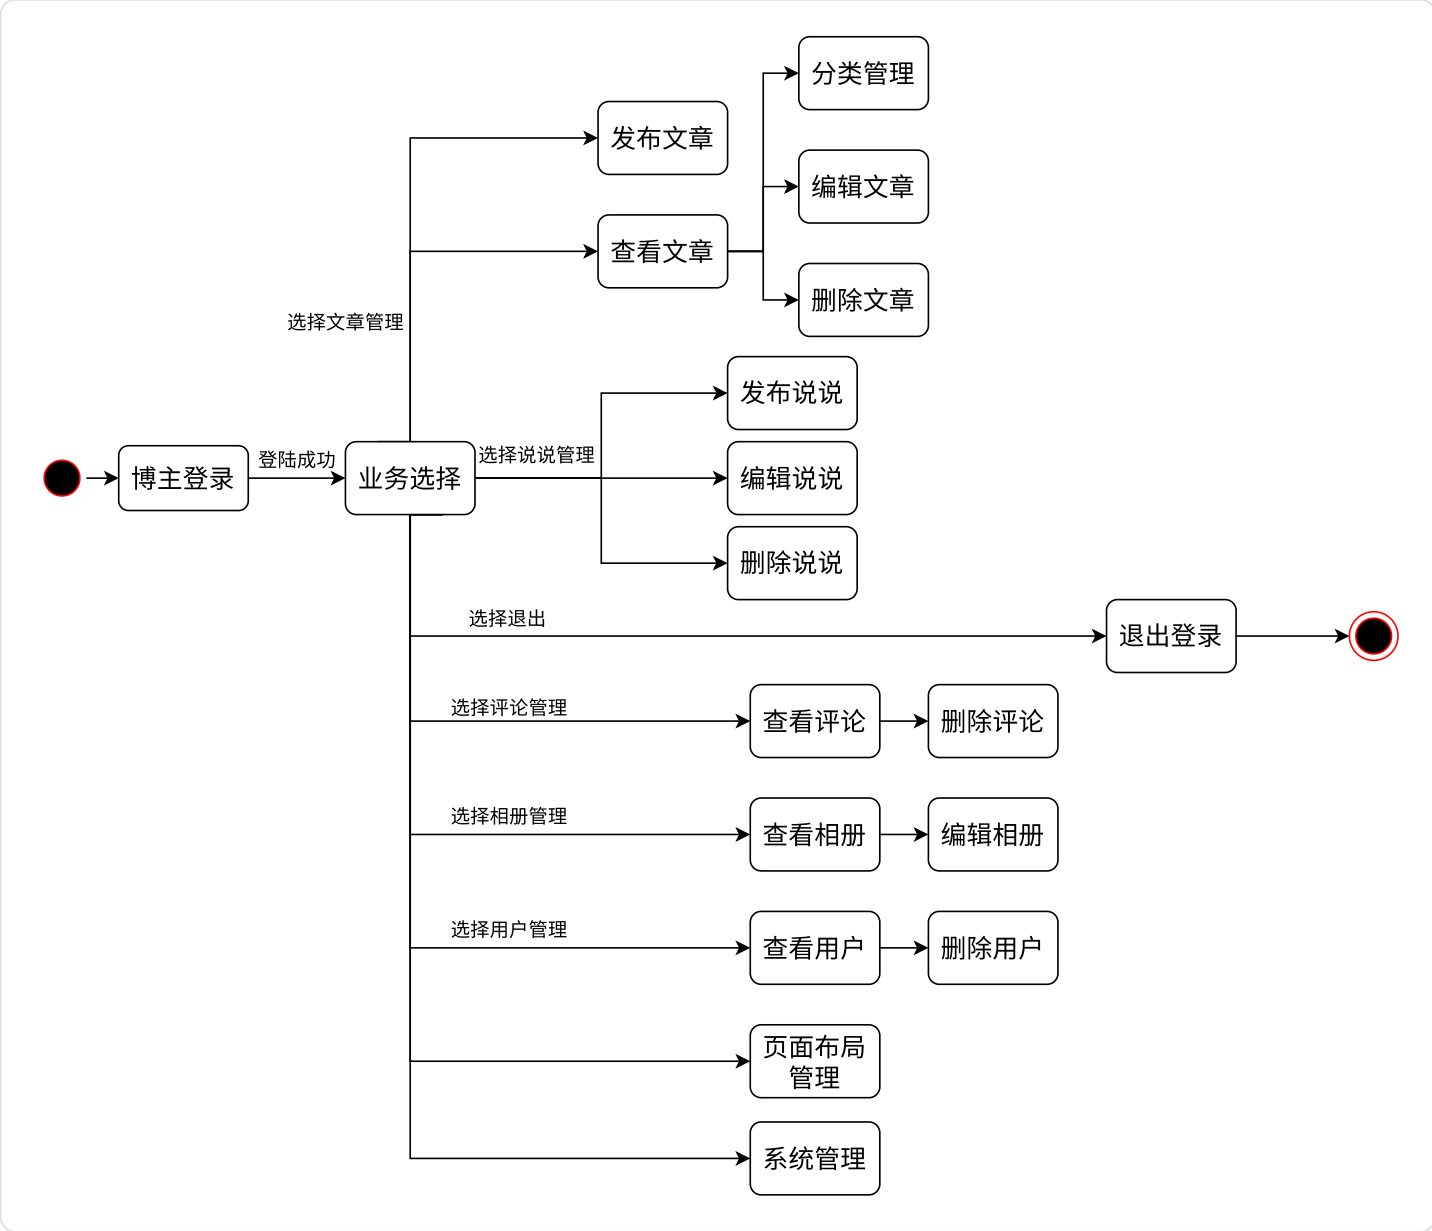 分类管理
发布文章
编辑文章
查看文章
删除文章
选择文章管理
发布说说
选择说说管理
登陆成功
博主登录
业务选择
编辑说说
删除说说
选择退出
退出登录
选择评论管理
查看评论
删除评论
选择相册管理
查看相册
编辑相册
选择用户管理
查看用户
删除用户
页面布局
管理
系统管理